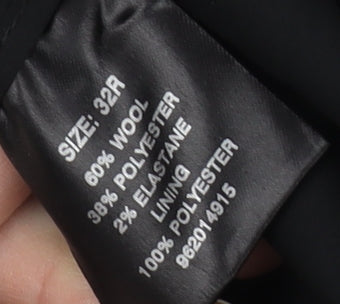 SIZE: 32R
60% WOOL
38% POLYESTER
2% ELASTANE
LINING
100% POLYESTER
962014915